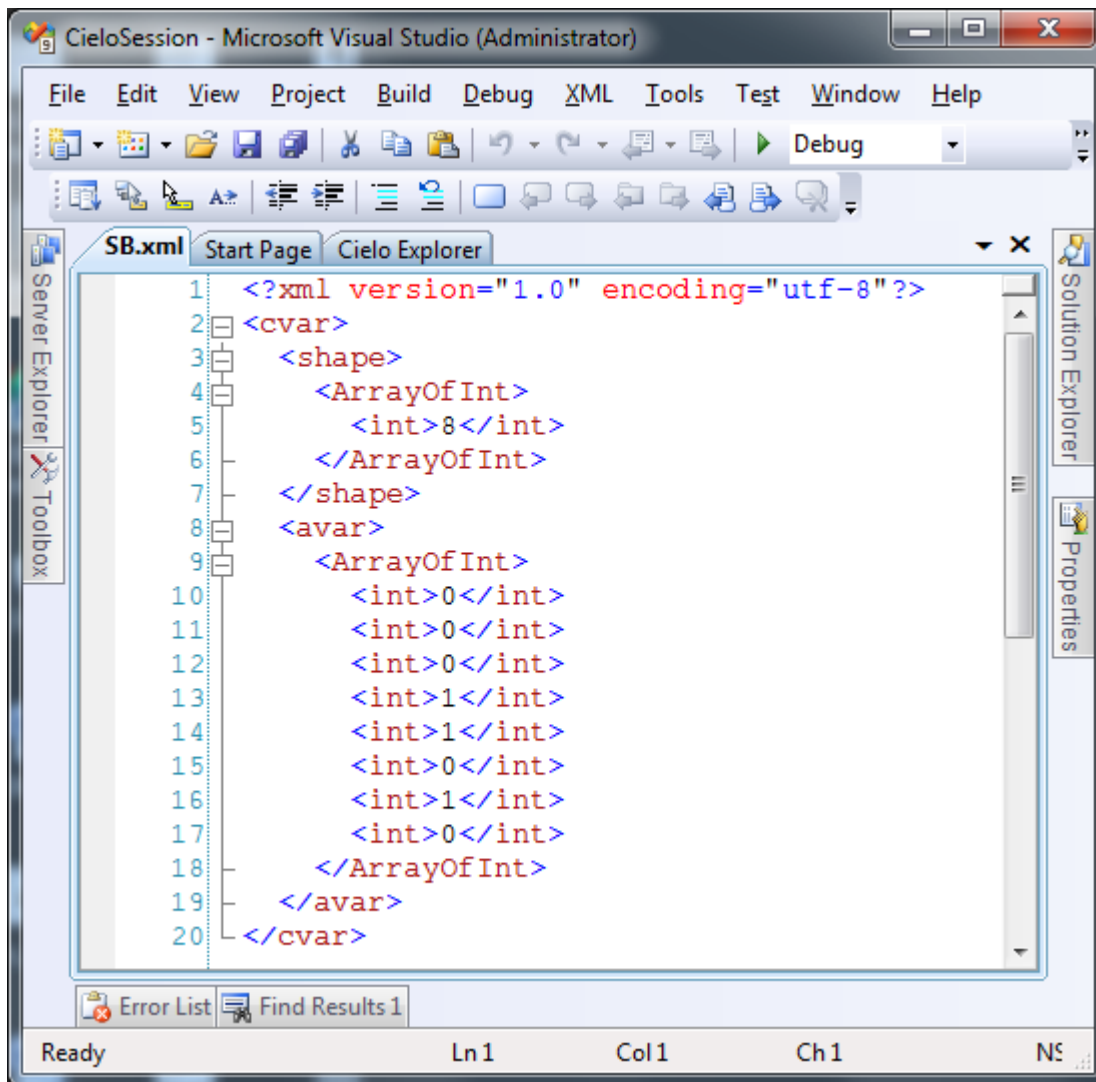 CieloSession - Microsoft Visual Studio (Administrator)
File Edit View Project Build Debug XML Tools Test Window Help
Debug
SB.xml Start Page Cielo Explorer
Server Explorer
Toolbox
1 <?xml version="1.0" encoding="utf-8"?>
2 <cvar>
3 <shape>
4 <ArrayOfInt>
5 <int>8</int>
6 </ArrayOfInt>
7 </shape>
8 <avar>
9 <ArrayOfInt>
10 <int>0</int>
11 <int>0</int>
12 <int>0</int>
13 <int>1</int>
14 <int>1</int>
15 <int>0</int>
16 <int>1</int>
17 <int>0</int>
18 </ArrayOfInt>
19 </avar>
20 </cvar>
Solution Explorer
Properties
Error List Find Results 1
Ready Ln 1 Col 1 Ch 1